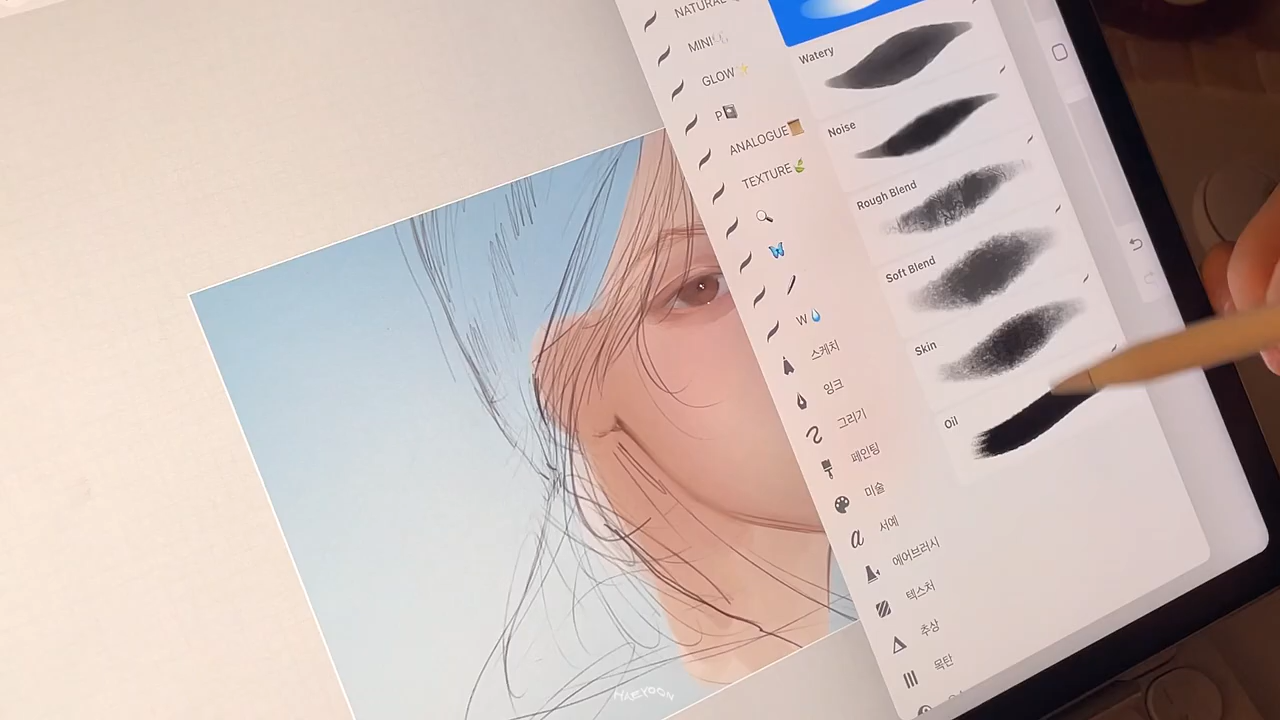 NATURAL
MINI
GLOW✨
P
ANALOGUE
TEXTURE🌿
W💧
스케치
잉크
그리기
페인팅
미술
서예
에어브러시
텍스처
추상
목탄
Watery
Noise
Rough Blend
Soft Blend
Skin
Oil
HAEYOON